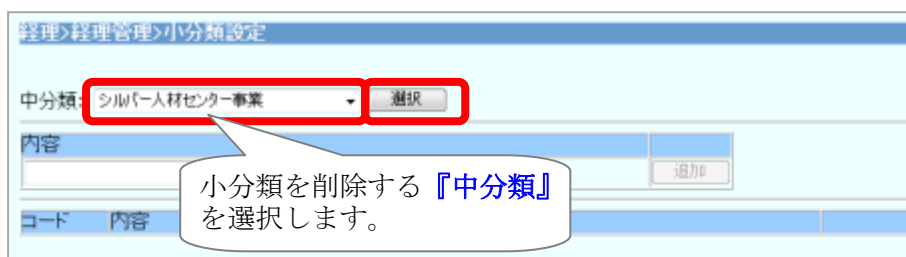 経理>経理管理>小分類設定
中分類: シルバー人材センター事業 選択
内容
追加
小分類を削除する『中分類』
を選択します。
コード 内容